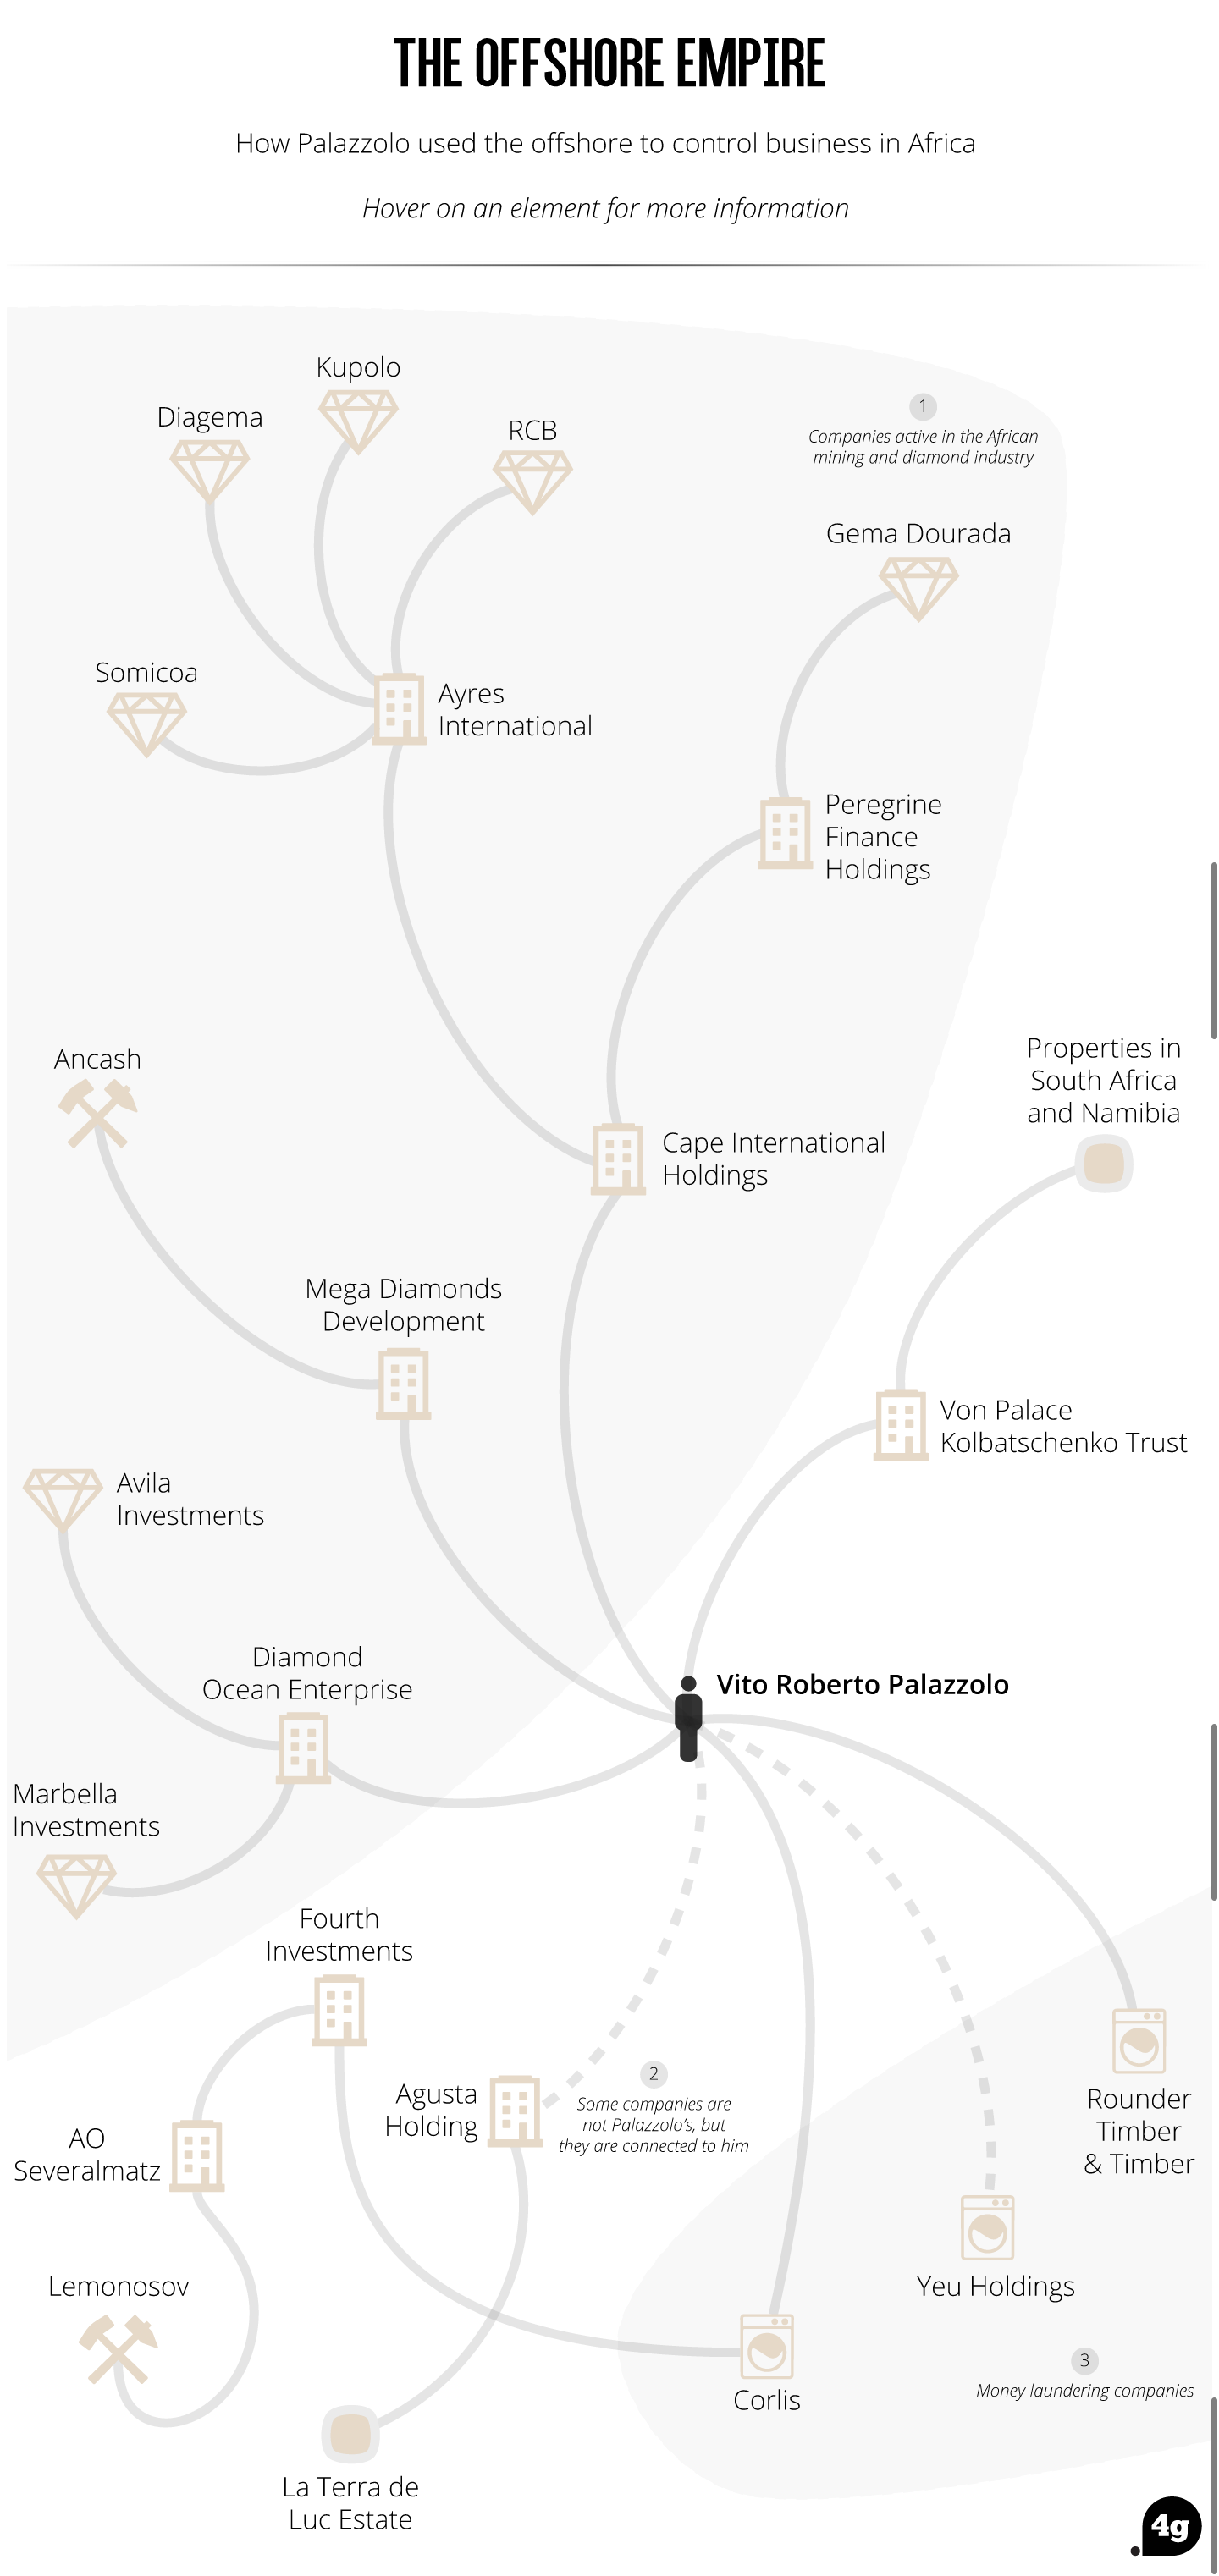 THE OFFSHORE EMPIRE
How Palazzolo used the offshore to control business in Africa
Hover on an element for more information
Kupolo
Diagema
RCB
1
Companies active in the African
mining and diamond industry
Gema Dourada
Somicoa
Ayres
International
Peregrine
Finance
Holdings
Ancash
Properties in
South Africa
and Namibia
Cape International
Holdings
Mega Diamonds
Development
Von Palace
Kolbatschenko Trust
Avila
Investments
Diamond
Ocean Enterprise
Vito Roberto Palazzolo
Marbella
Investments
Fourth
Investments
Agusta
Holding
2
Some companies are
not Palazzolo's, but
they are connected to him
Rounder
Timber
& Timber
AO
Severalmatz
Lemonosov
Yeu Holdings
3
Money laundering companies
Corlis
La Terra de
Luc Estate
4g